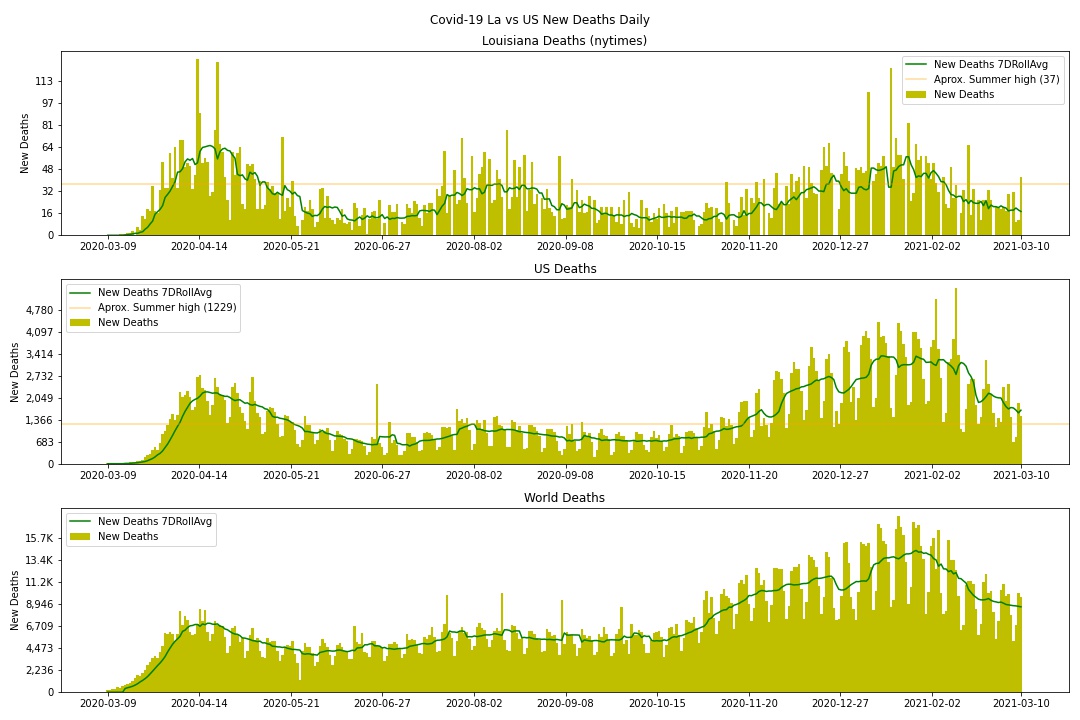 Covid-19 La vs US New Deaths Daily
Louisiana Deaths (nytimes)
New Deaths
113
97
81
64
48
32
16
0
New Deaths 7DRollAvg
Aprox. Summer high (37)
New Deaths
2020-03-09 2020-04-14 2020-05-21 2020-06-27 2020-08-02 2020-09-08 2020-10-15 2020-11-20 2020-12-27 2021-02-02 2021-03-10
US Deaths
New Deaths
4,780
4,097
3,414
2,732
2,049
1,366
683
0
New Deaths 7DRollAvg
Aprox. Summer high (1229)
New Deaths
2020-03-09 2020-04-14 2020-05-21 2020-06-27 2020-08-02 2020-09-08 2020-10-15 2020-11-20 2020-12-27 2021-02-02 2021-03-10
World Deaths
New Deaths
15.7K
13.4K
11.2K
8,946
6,709
4,473
2,236
0
New Deaths 7DRollAvg
New Deaths
2020-03-09 2020-04-14 2020-05-21 2020-06-27 2020-08-02 2020-09-08 2020-10-15 2020-11-20 2020-12-27 2021-02-02 2021-03-10